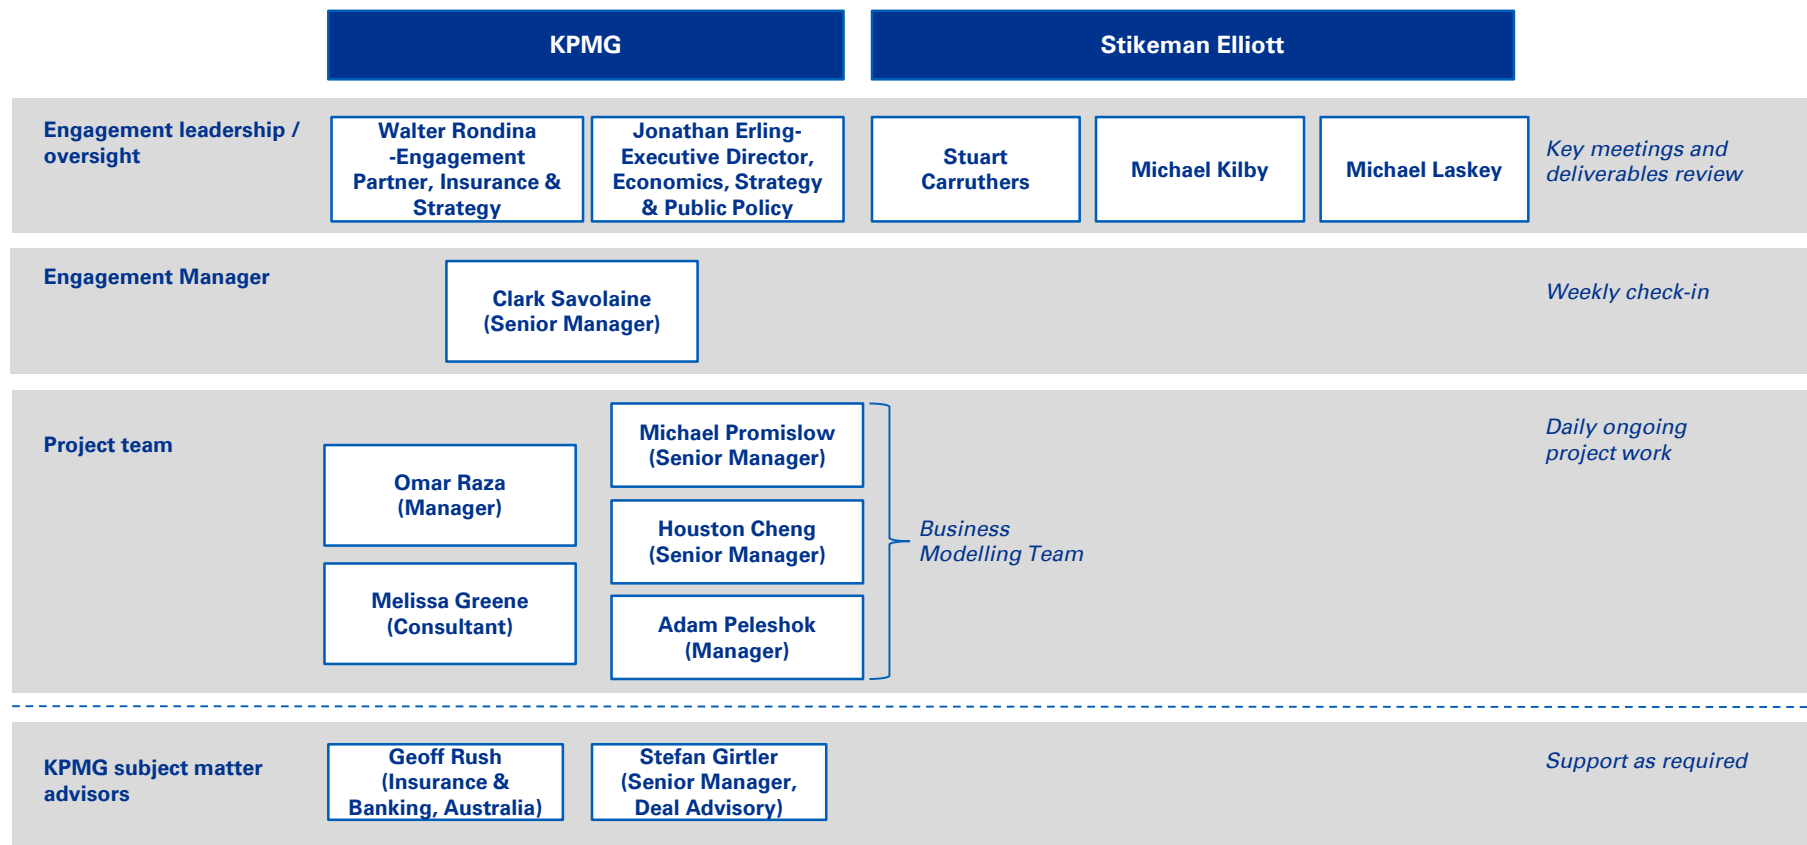 KPMG
Stikeman Elliott
Engagement leadership /
oversight
Walter Rondina
-Engagement
Partner, Insurance &
Strategy
Jonathan Erling-
Executive Director,
Economics, Strategy
& Public Policy
Stuart
Carruthers
Michael Kilby
Michael Laskey
Key meetings and
deliverables review
Engagement Manager
Clark Savolaine
(Senior Manager)
Weekly check-in
Project team
Omar Raza
(Manager)
Melissa Greene
(Consultant)
Michael Promislow
(Senior Manager)
Houston Cheng
(Senior Manager)
Adam Peleshok
(Manager)
Business
Modelling Team
Daily ongoing
project work
KPMG subject matter
advisors
Geoff Rush
(Insurance &
Banking, Australia)
Stefan Girtler
(Senior Manager,
Deal Advisory)
Support as required